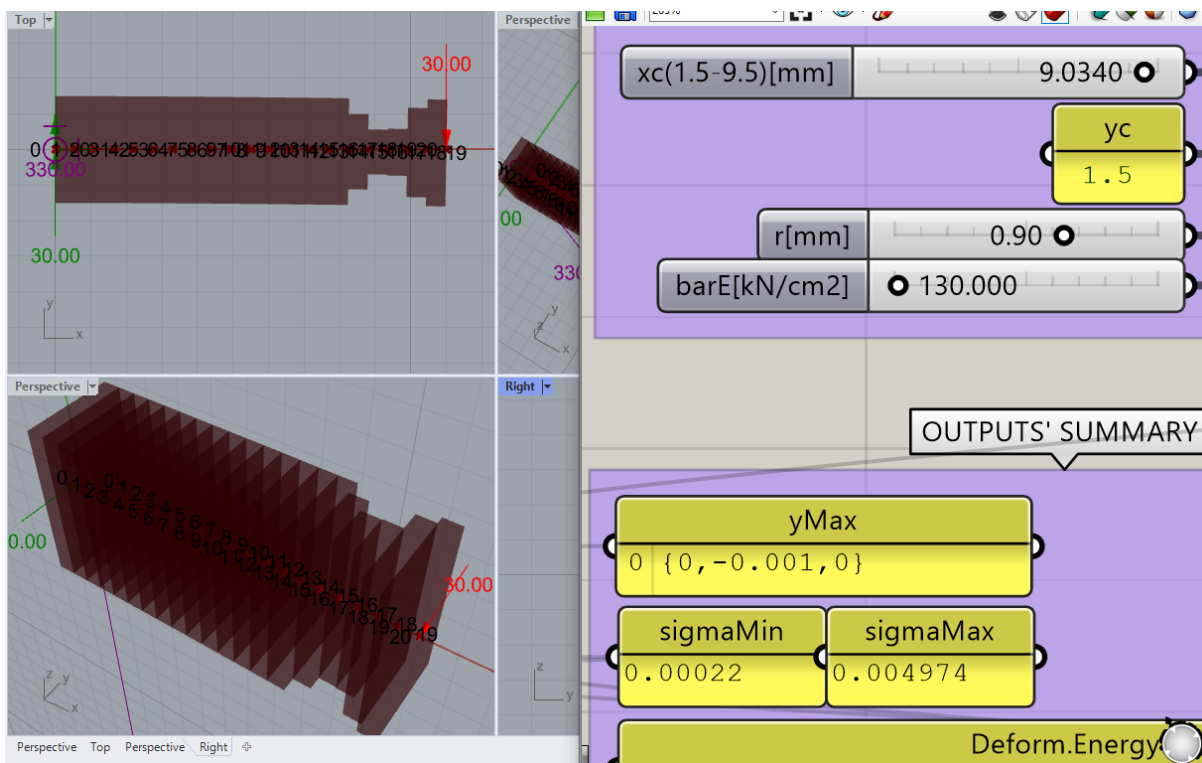 Top
30.00
330.00
30.00
y
x
Perspective
00
y
z
x
Perspective
0.00
30.00
z
y
x
Right
z
y
Perspective Top Perspective Right
xc(1.5-9.5)[mm]
9.0340
yc
1.5
r[mm]
0.90
barE[kN/cm2]
130.000
OUTPUTS' SUMMARY
yMax
0 {0,-0.001,0}
sigmaMin
0.00022
sigmaMax
0.004974
Deform.Energy